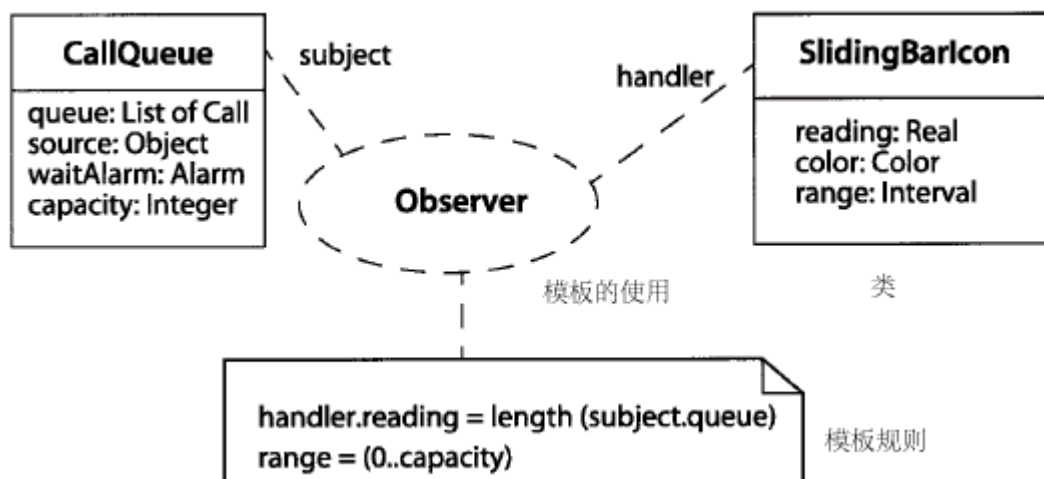 CallQueue
queue: List of Call
source: Object
waitAlarm: Alarm
capacity: Integer
subject
handler
SlidingBarIcon
reading: Real
color: Color
range: Interval
Observer
模板的使用
类
handler.reading = length (subject.queue)
range = (0..capacity)
模板规则